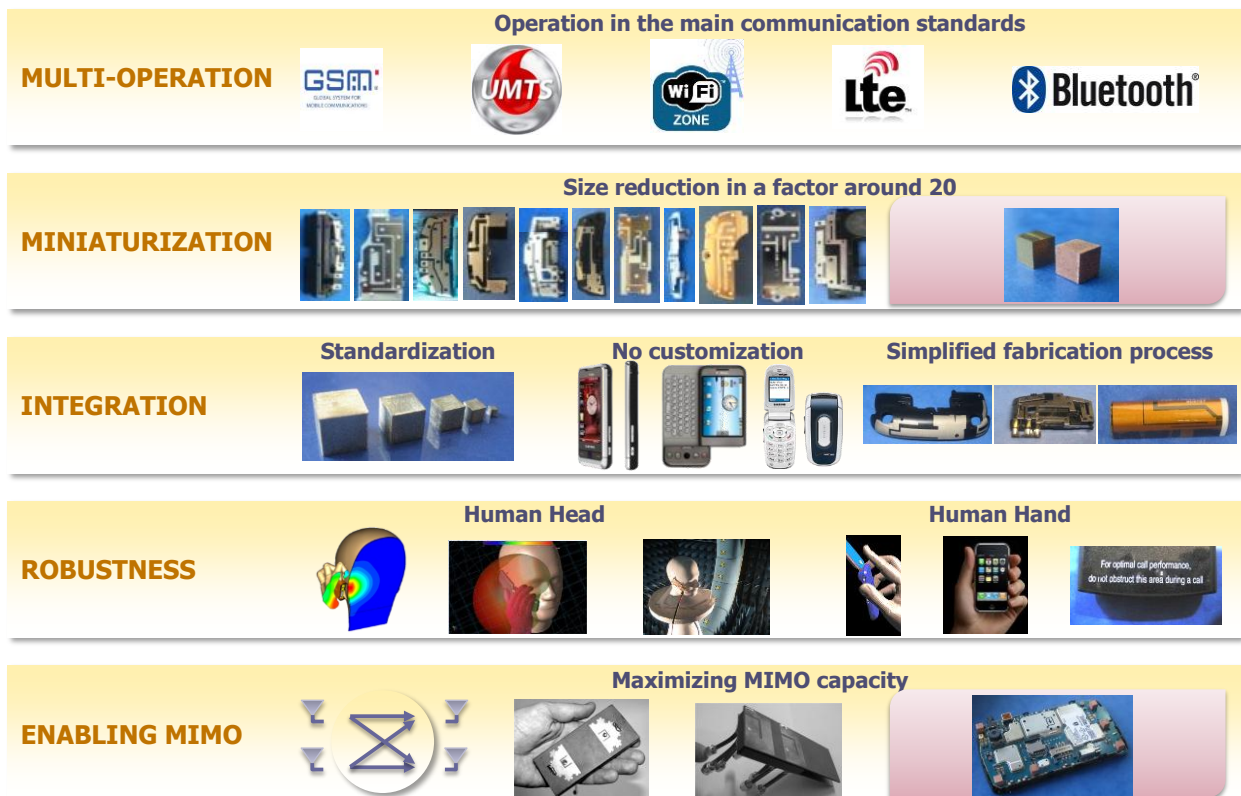 Operation in the main communication standards
MULTI-OPERATION
GSM
GLOBAL SYSTEM FOR
MOBILE COMMUNICATIONS
UMTS
Wi Fi
ZONE
Lte
Bluetooth®
Size reduction in a factor around 20
MINIATURIZATION
Standardization
No customization
Simplified fabrication process
INTEGRATION
Human Head
Human Hand
ROBUSTNESS
For optimal call performance,
do not obstruct this area during a call
Maximizing MIMO capacity
ENABLING MIMO